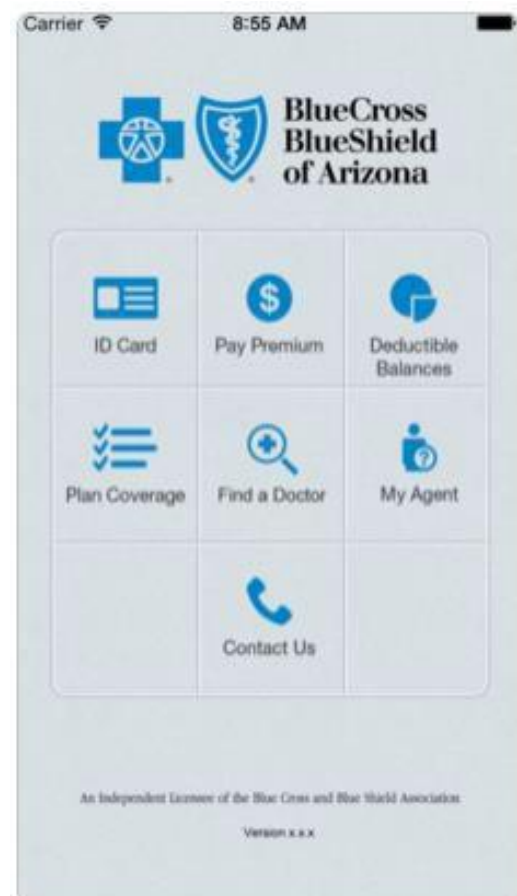 Carrier 8:55 AM
BlueCross
BlueShield
of Arizona
ID Card Pay Premium Deductible
Balances
Plan Coverage Find a Doctor My Agent
Contact Us
An Independent Licensee of the Blue Cross and Blue Shield Association
Version x.x.x